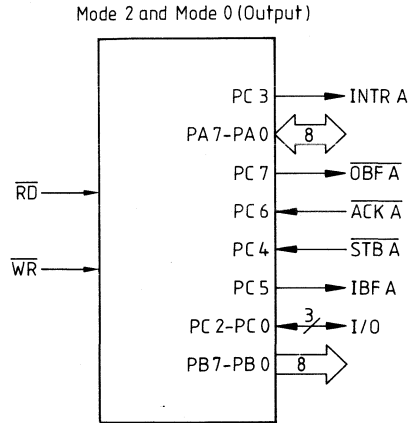 Mode 2 and Mode 0 (Output)
PC 3 INTR A
PA 7-PA 0 8
PC 7 OBF A
RD
PC 6 ACK A
PC 4 STB A
WR
PC 5 IBF A
PC 2-PC 0 3 I/O
PB 7-PB 0 8